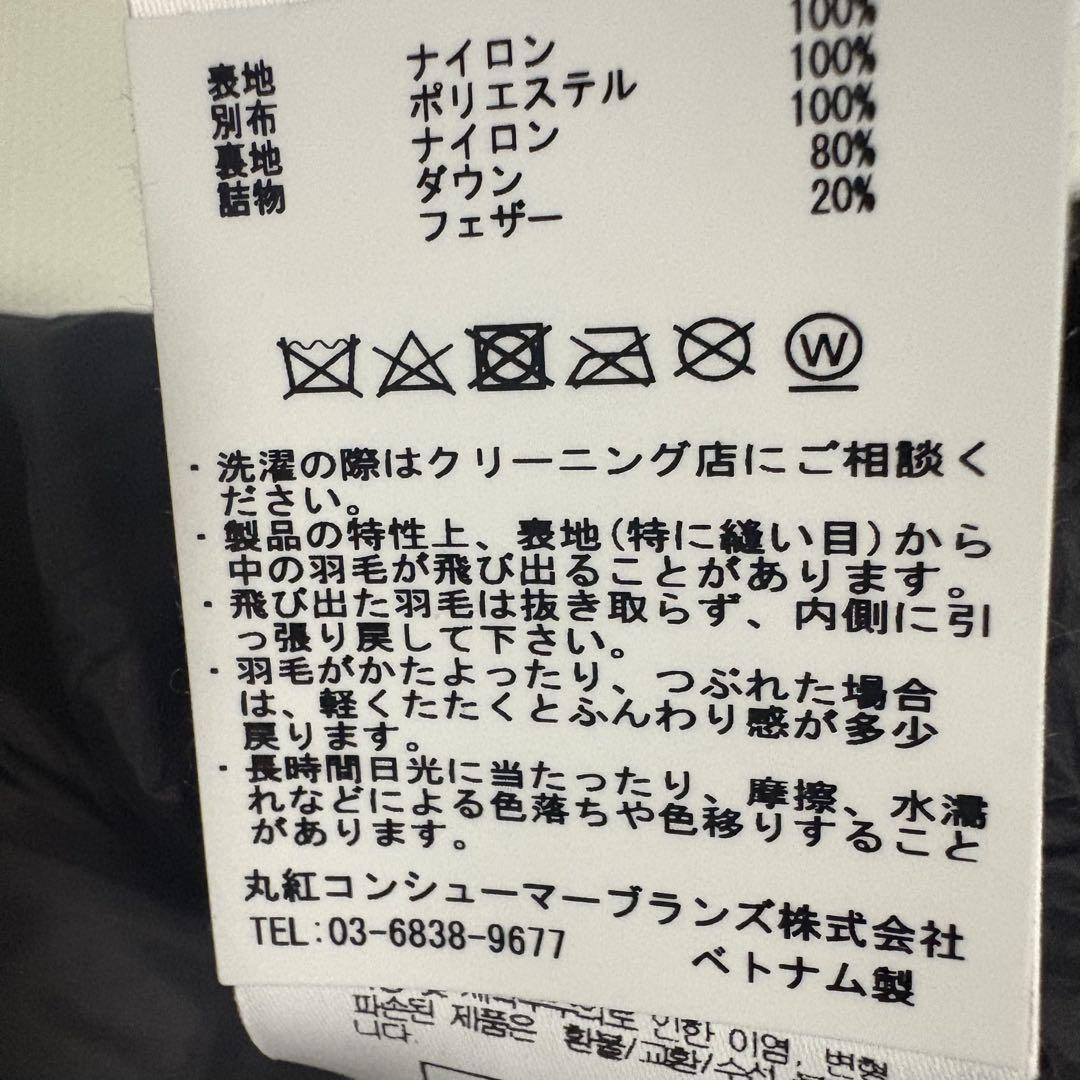 表地 ナイロン 100%
別布 ポリエステル 100%
裏地 ナイロン 100%
詰物 ダウン 80%
フェザー 20%
W
・洗濯の際はクリーニング店にご相談く
ださい。
・製品の特性上、表地(特に縫い目)から
中の羽毛が飛び出ることがあります。
・飛び出た羽毛は抜き取らず、内側に引
っ張り戻して下さい。
・羽毛がかたよったり、つぶれた場合
は、軽くたたくとふんわり感が多少
戻ります。
・長時間日光に当たったり、摩擦、水濡
れなどによる色落ちや色移りすること
があります。
丸紅コンシューマーブランズ株式会社
TEL:03-6838-9677
ベトナム製
인한 이염, 변형
파손된 제품은 환불/교환/수선
니다.